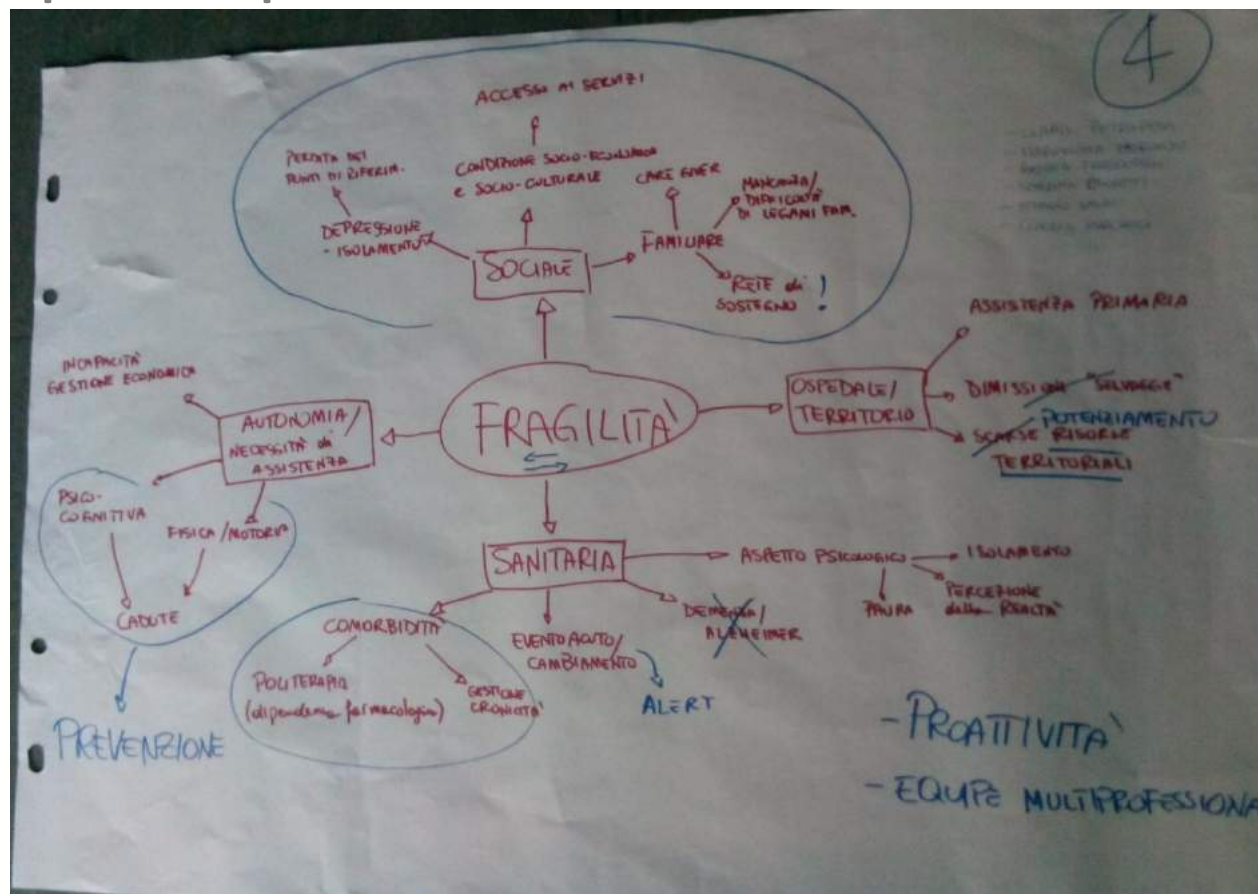 4
ACCESSO AI SERVIZI
PERDITA DEI
PUNTI DI RIFERIM.
CONDIZIONE SOCIO-ECONOMICA
E SOCIO-CULTURALE
CARE GIVER
MANCANZA/
DIFFICOLTÀ
DI LEGAMI FAM.
DEPRESSIONE
- ISOLAMENTO
SOCIALE
FAMILIARE
RETE di
SOSTEGNO !
ASSISTENZA PRIMARIA
INCAPACITÀ
GESTIONE ECONOMICA
OSPEDALE/
TERRITORIO
DIMISSIONI "SELVAGGE"
POTENZIAMENTO
SCARSE RISORSE
TERRITORIALI
AUTONOMIA/
NECESSITÀ di
ASSISTENZA
FRAGILITÀ
PSICO-
COGNITIVA
FISICA/MOTORIA
CADUTE
PREVENZIONE
SANITARIA
ASPETTO PSICOLOGICO
ISOLAMENTO
PAURA
PERCEZIONE
della REALTÀ
DEMENZA/
ALZHEIMER
COMORBIDITÀ
EVENTO ACUTO/
CAMBIAMENTO
ALERT
POLITERAPIA
(dipendenza farmacologica)
GESTIONE
CRONICITÀ
- PROATTIVITÀ
- EQUIPE MULTIPROFESSIONA